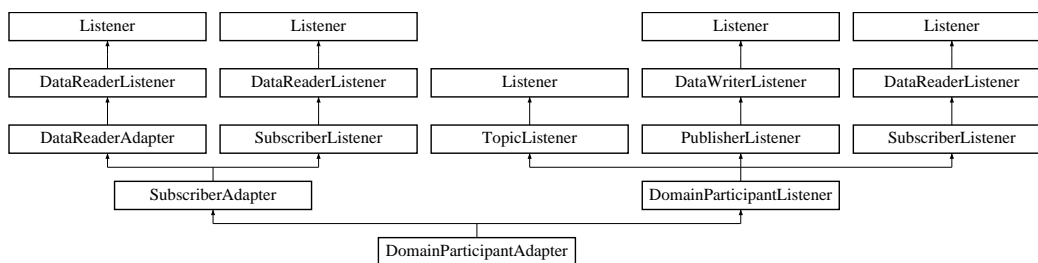 Listener
Listener
Listener
Listener
DataReaderListener
DataReaderListener
Listener
DataWriterListener
DataReaderListener
DataReaderAdapter
SubscriberListener
TopicListener
PublisherListener
SubscriberListener
SubscriberAdapter
DomainParticipantListener
DomainParticipantAdapter